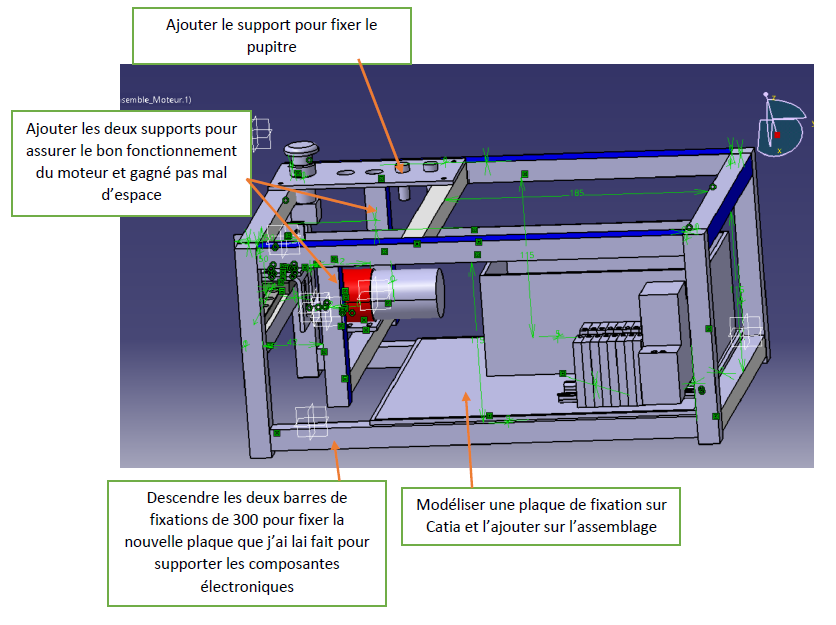 Ajouter le support pour fixer le
pupitre
semble_Moteur.1)
Ajouter les deux supports pour
assurer le bon fonctionnement
du moteur et gagné pas mal
d'espace
z
y
x
185
115
Descendre les deux barres de
fixations de 300 pour fixer la
nouvelle plaque que j'ai lai fait pour
supporter les composantes
électroniques
Modéliser une plaque de fixation sur
Catia et l'ajouter sur l'assemblage